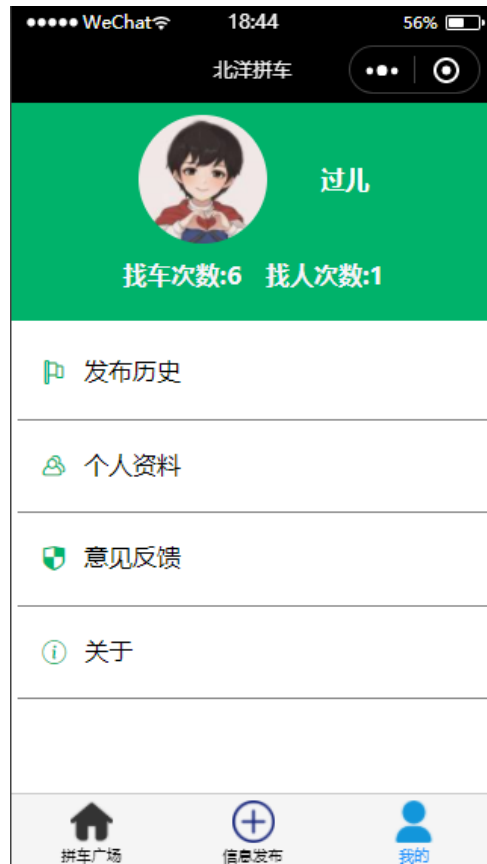 WeChat 18:44 56%
北洋拼车
过儿
找车次数:6 找人次数:1
发布历史
个人资料
意见反馈
关于
拼车广场 信息发布 我的